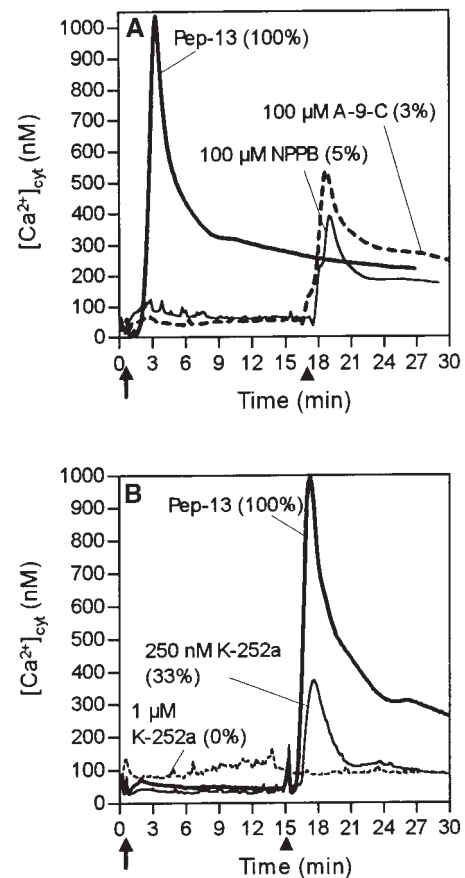 A
Pep-13 (100%)
100 µM A-9-C (3%)
100 µM NPPB (5%)
[Ca²⁺]cyt (nM)
1000
900
800
700
600
500
400
300
200
100
0
0 3 6 9 12 15 18 21 24 27 30
Time (min)
B
Pep-13 (100%)
250 nM K-252a
(33%)
1 µM
K-252a (0%)
[Ca²⁺]cyt (nM)
1000
900
800
700
600
500
400
300
200
100
0
0 3 6 9 12 15 18 21 24 27 30
Time (min)